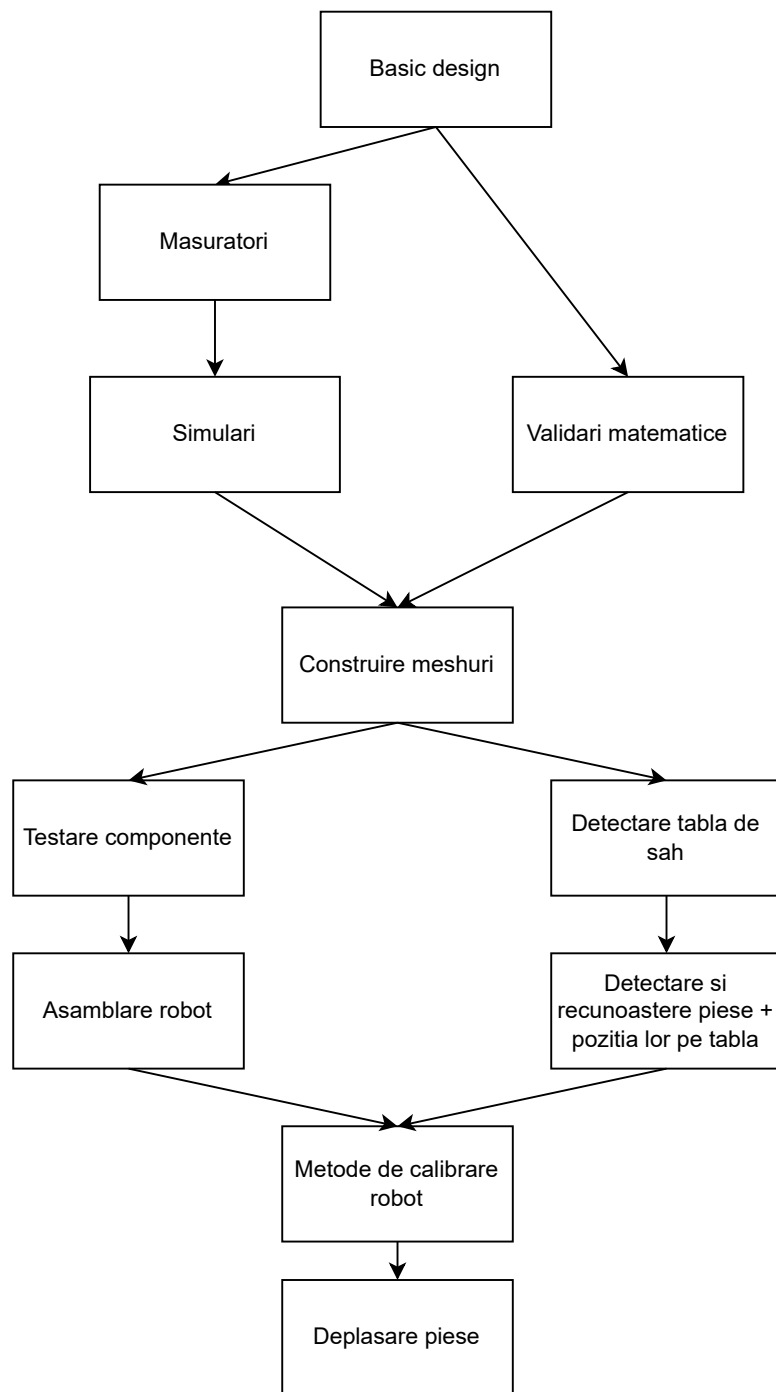 Basic design
Masuratori
Simulari
Validari matematice
Construire meshuri
Testare componente
Detectare tabla de
sah
Asamblare robot
Detectare si
recunoastere piese +
pozitia lor pe tabla
Metode de calibrare
robot
Deplasare piese